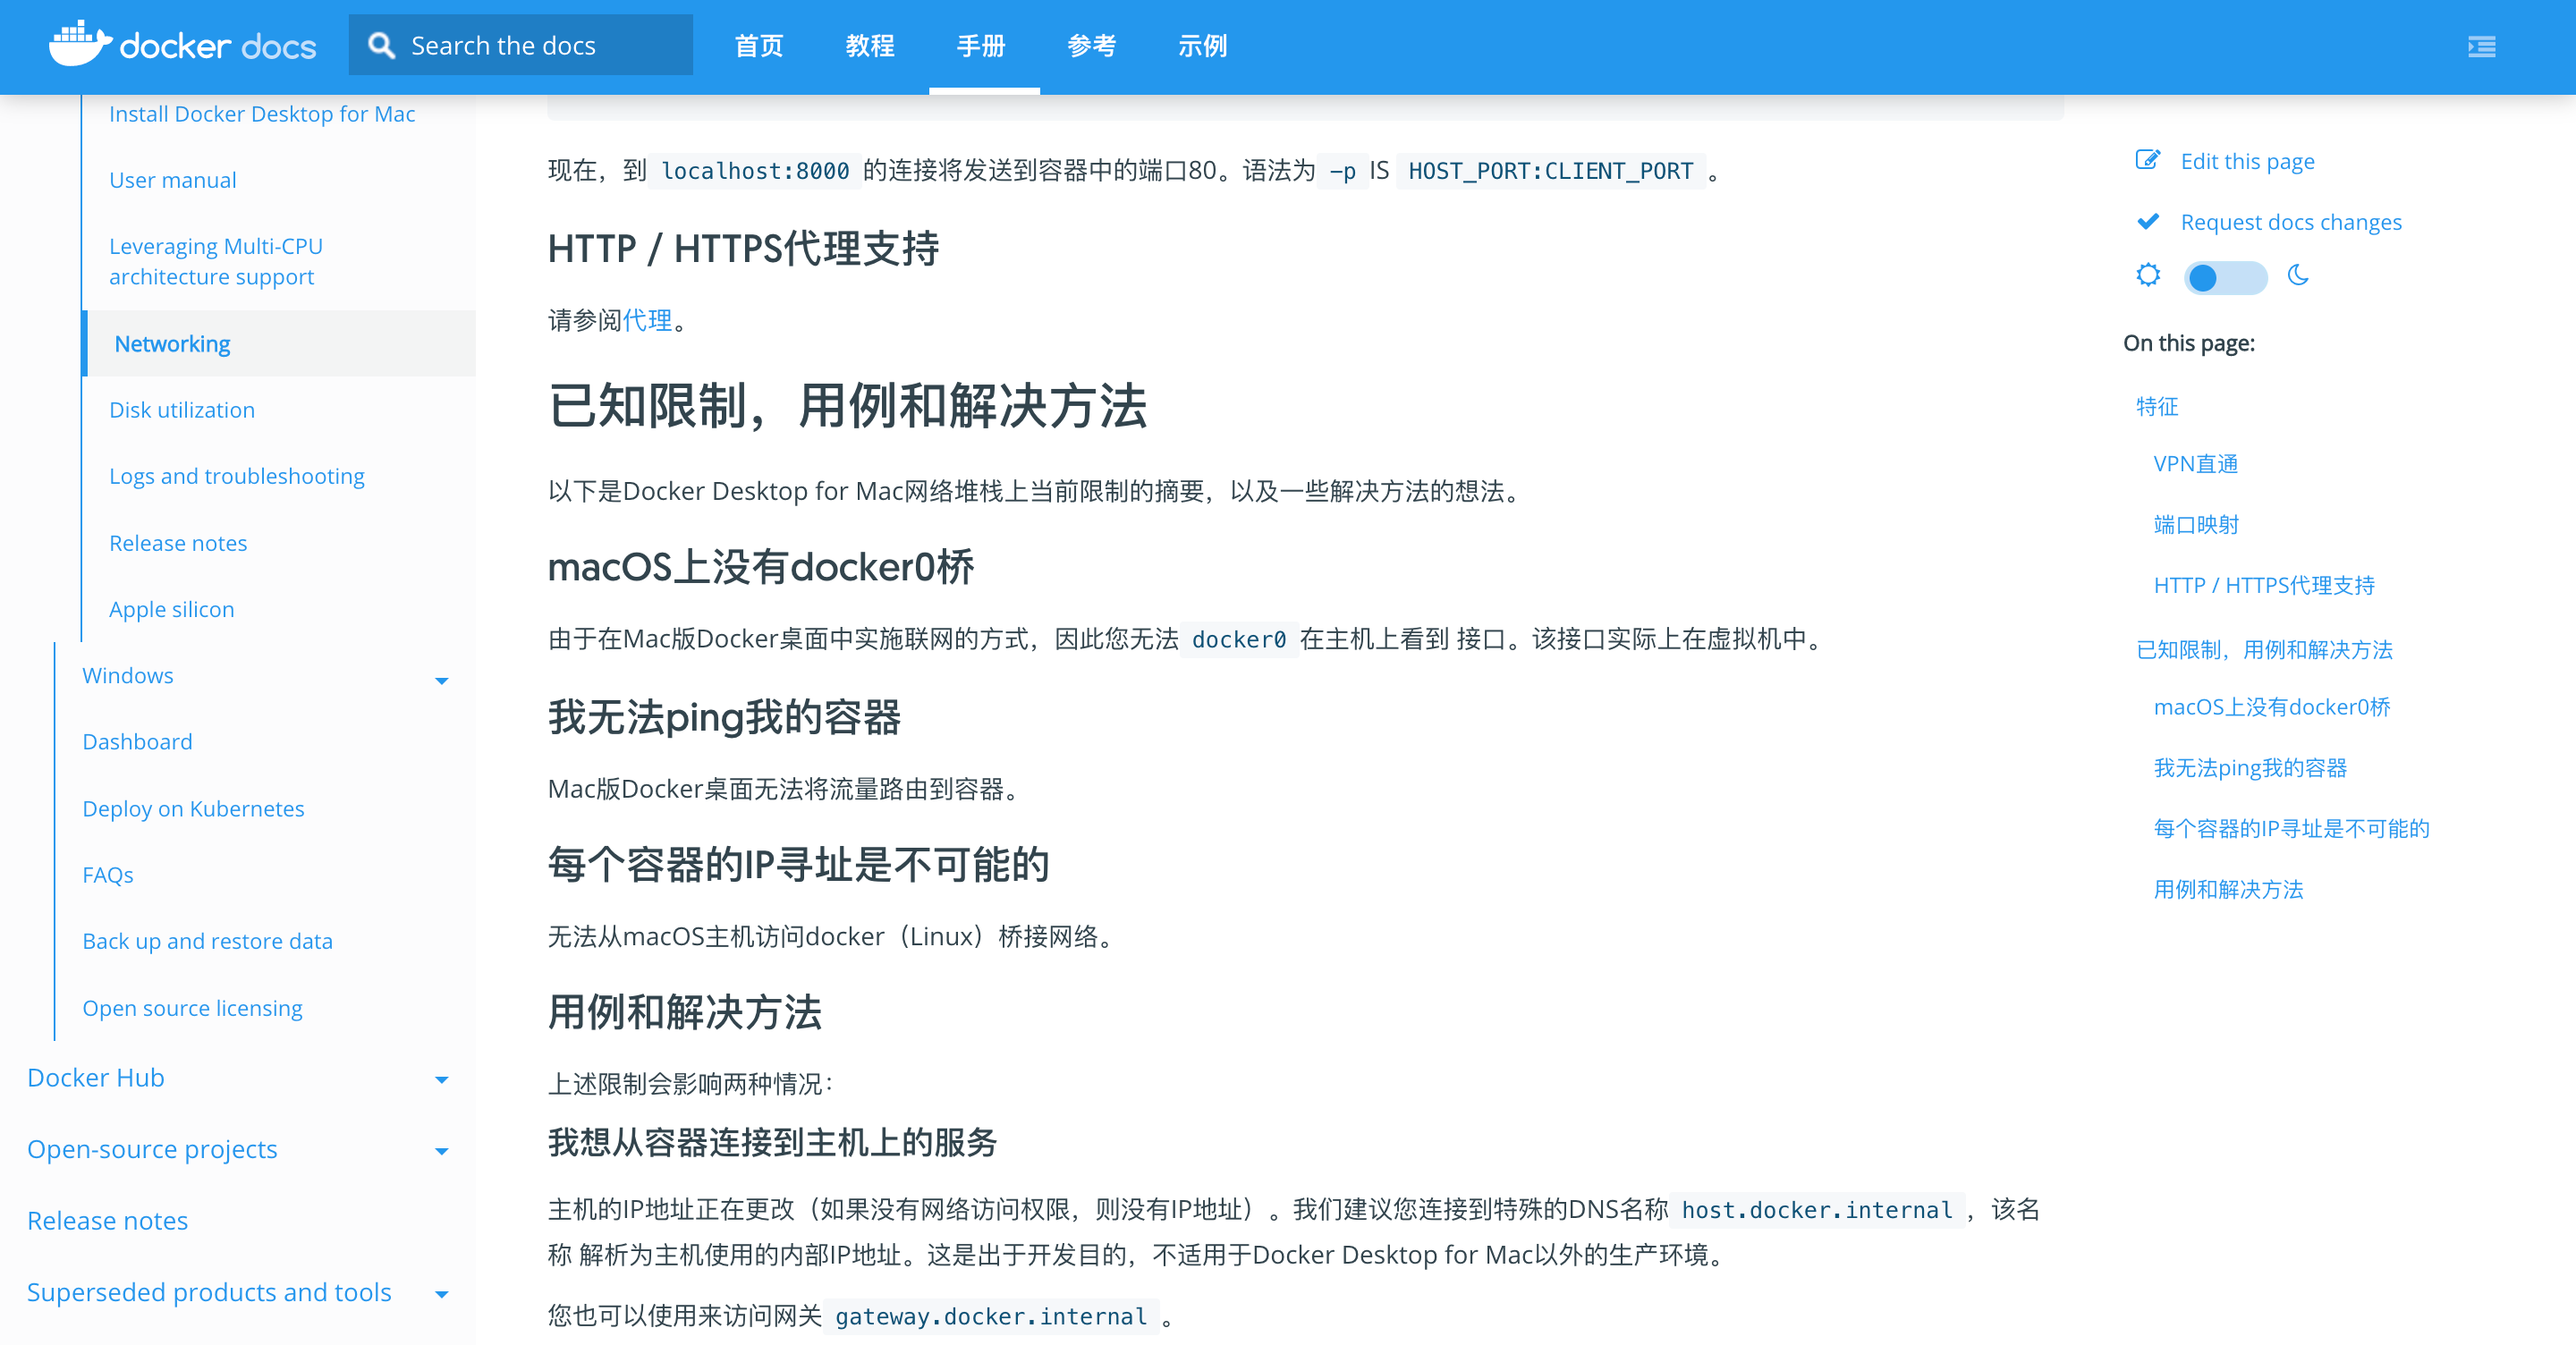 docker docs
Search the docs
首页
教程
手册
参考
示例
Install Docker Desktop for Mac
User manual
Leveraging Multi-CPU
architecture support
Networking
Disk utilization
Logs and troubleshooting
Release notes
Apple silicon
Windows
Dashboard
Deploy on Kubernetes
FAQs
Back up and restore data
Open source licensing
Docker Hub
Open-source projects
Release notes
Superseded products and tools
现在，到 localhost:8000 的连接将发送到容器中的端口80。语法为 -p IS HOST_PORT:CLIENT_PORT 。
HTTP / HTTPS代理支持
请参阅代理。
已知限制，用例和解决方法
以下是Docker Desktop for Mac网络堆栈上当前限制的摘要，以及一些解决方法的想法。
macOS上没有docker0桥
由于在Mac版Docker桌面中实施联网的方式，因此您无法 docker0 在主机上看到 接口。该接口实际上在虚拟机中。
我无法ping我的容器
Mac版Docker桌面无法将流量路由到容器。
每个容器的IP寻址是不可能的
无法从macOS主机访问docker（Linux）桥接网络。
用例和解决方法
上述限制会影响两种情况：
我想从容器连接到主机上的服务
主机的IP地址正在更改（如果没有网络访问权限，则没有IP地址）。我们建议您连接到特殊的DNS名称 host.docker.internal ，该名
称 解析为主机使用的内部IP地址。这是出于开发目的，不适用于Docker Desktop for Mac以外的生产环境。
您也可以使用来访问网关 gateway.docker.internal 。
Edit this page
Request docs changes
On this page:
特征
VPN直通
端口映射
HTTP / HTTPS代理支持
已知限制，用例和解决方法
macOS上没有docker0桥
我无法ping我的容器
每个容器的IP寻址是不可能的
用例和解决方法